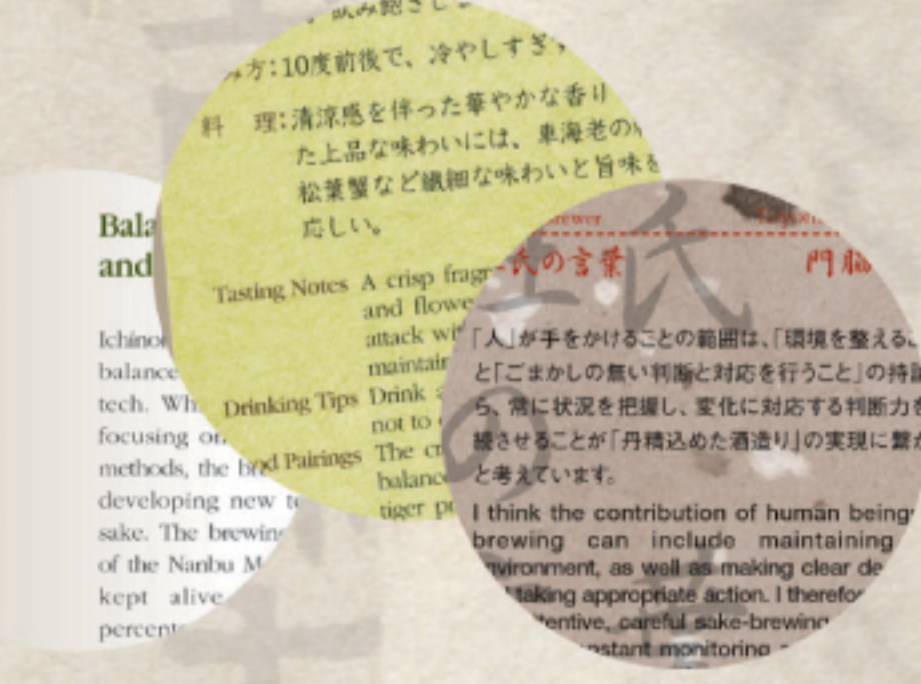 Bala
and
Ichino
balance
tech. Wh
focusing on
methods, the b
developing new te
sake. The brewin
of the Nanbu M
kept alive
percent
方:10度前後で、冷やしすぎ
料 理:清涼感を伴った華やかな香り
た上品な味わいには、車海老の
松葉蟹など繊細な味わいと旨味を
応しい。
Tasting Notes A crisp fragr
and flowe
attack wi
maintain
Drinking Tips Drink
not to
od Pairings The cr
balance
tiger pr
rewer
氏の言葉 門脇
「人」が手をかけることの範囲は、「環境を整える
と「ごまかしの無い判断と対応を行うこと」の持論
ら、常に状況を把握し、変化に対応する判断力を
続させることが「丹精込めた酒造り」の実現に繋が
と考えています。
I think the contribution of human being
brewing can include maintaining
nvironment, as well as making clear de
taking appropriate action. I therefo
tentive, careful sake-brewing
nstant monitoring